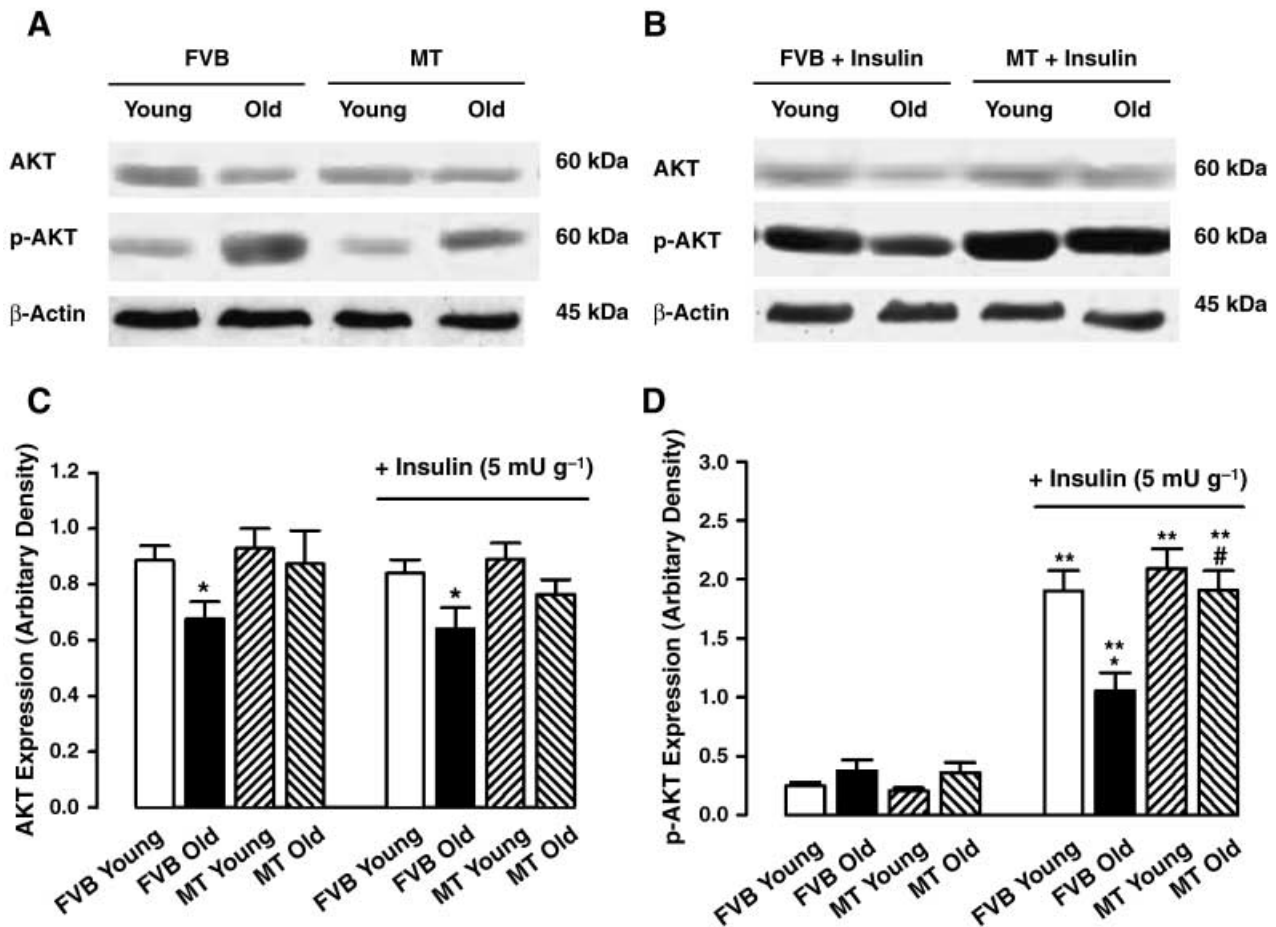 A
FVB MT
Young Old Young Old
AKT 60 kDa
p-AKT 60 kDa
β-Actin 45 kDa
B
FVB + Insulin MT + Insulin
Young Old Young Old
AKT 60 kDa
p-AKT 60 kDa
β-Actin 45 kDa
C
AKT Expression (Arbitary Density)
+ Insulin (5 mU g⁻¹)
1.2
1.0
0.8
0.6
0.4
0.2
0.0
* *
FVB Young FVB Old MT Young MT Old FVB Young FVB Old MT Young MT Old
D
p-AKT Expression (Arbitary Density)
+ Insulin (5 mU g⁻¹)
3.0
2.5
2.0
1.5
1.0
0.5
0.0
** ** **
#
**
*
FVB Young FVB Old MT Young MT Old FVB Young FVB Old MT Young MT Old